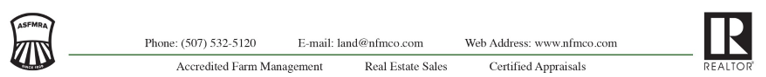 ASFMRA
SINCE 1929
Phone: (507) 532-5120 E-mail: land@nfmco.com Web Address: www.nfmco.com
Accredited Farm Management Real Estate Sales Certified Appraisals
R
REALTOR®